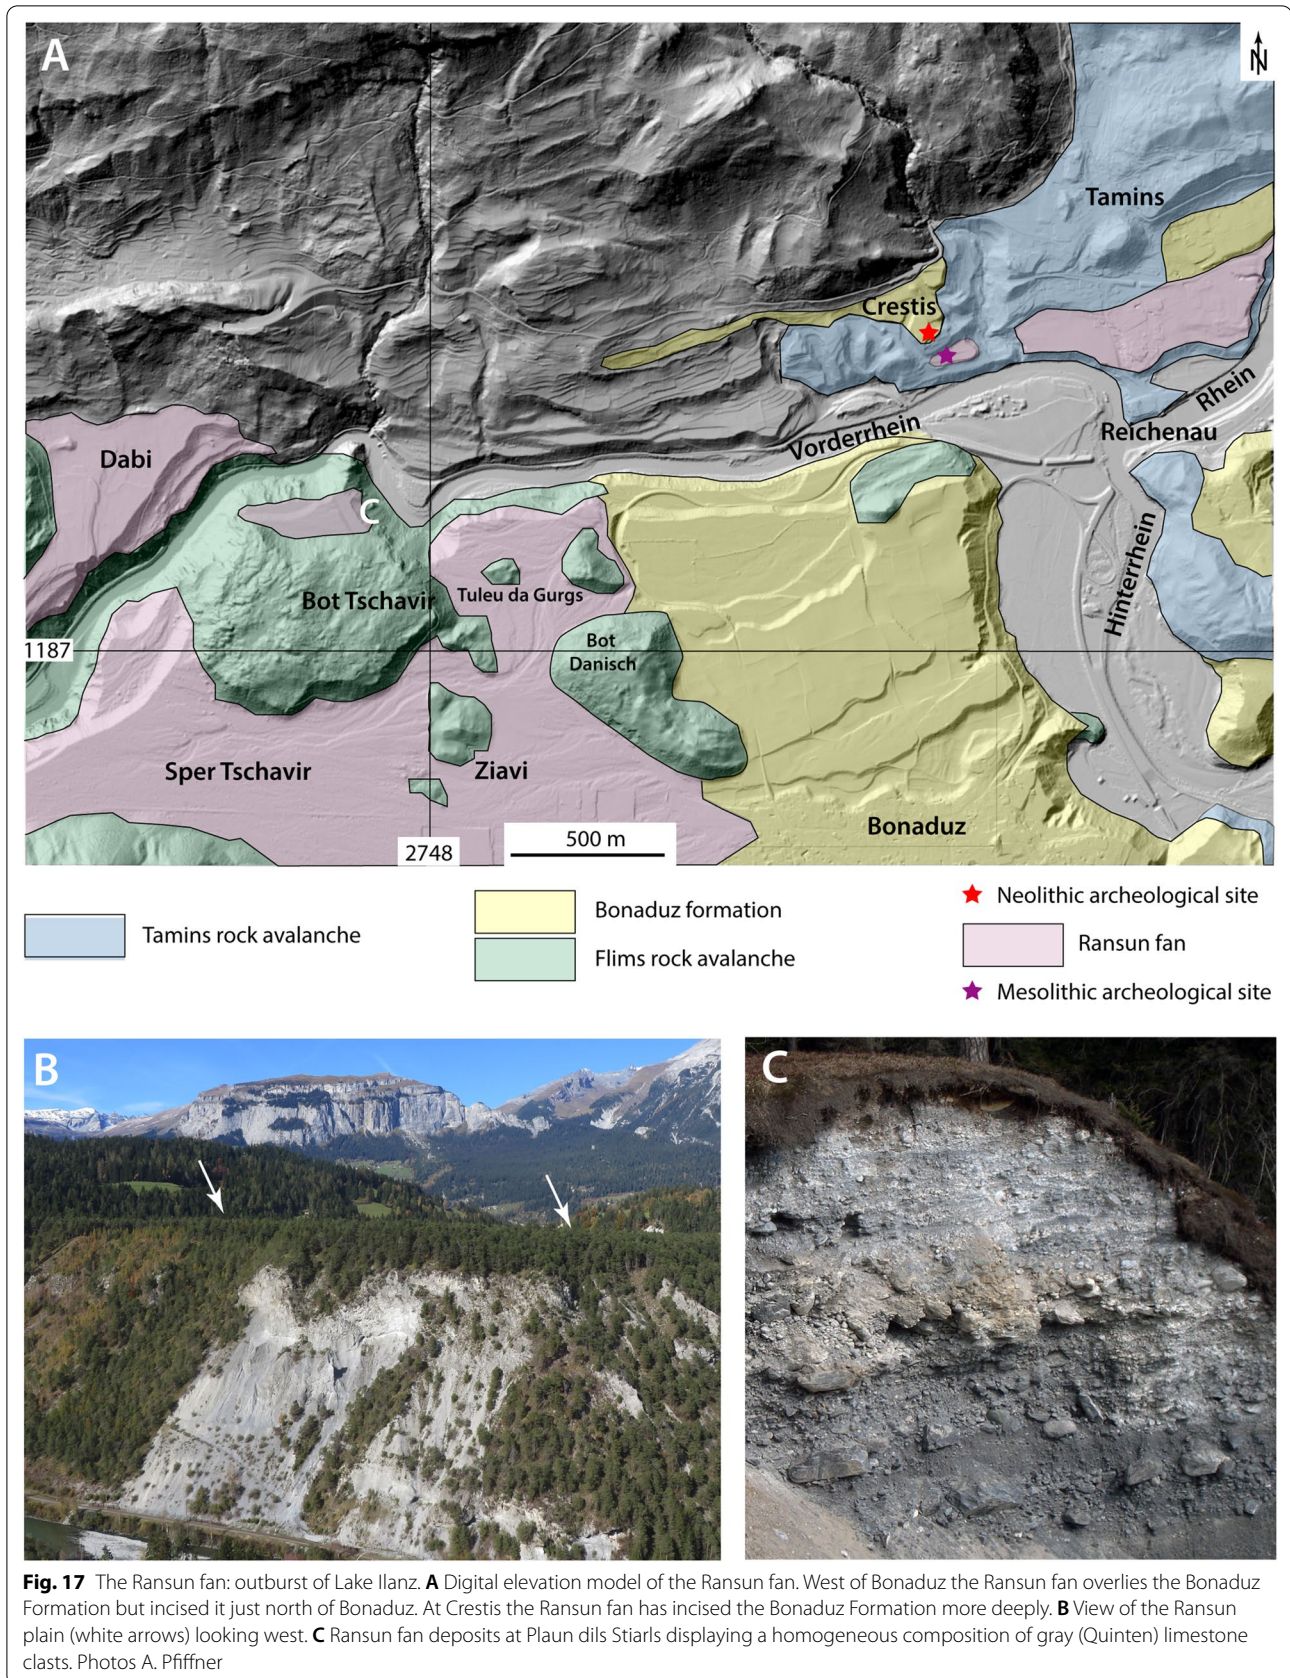 A
N
Tamins
Crestis
Rhein
Vorderrhein
Reichenau
Dabi
C
Hinterrhein
Bot Tschavir
Tuleu da Gurgs
Bot
Danisch
1187
Sper Tschavir
Ziavi
Bonaduz
2748
500 m
Tamins rock avalanche
Bonaduz formation
Flims rock avalanche
Neolithic archeological site
Ransun fan
Mesolithic archeological site
B
C
Fig. 17 The Ransun fan: outburst of Lake Ilanz. A Digital elevation model of the Ransun fan. West of Bonaduz the Ransun fan overlies the Bonaduz
Formation but incised it just north of Bonaduz. At Crestis the Ransun fan has incised the Bonaduz Formation more deeply. B View of the Ransun
plain (white arrows) looking west. C Ransun fan deposits at Plaun dils Stiarls displaying a homogeneous composition of gray (Quinten) limestone
clasts. Photos A. Pfiffner